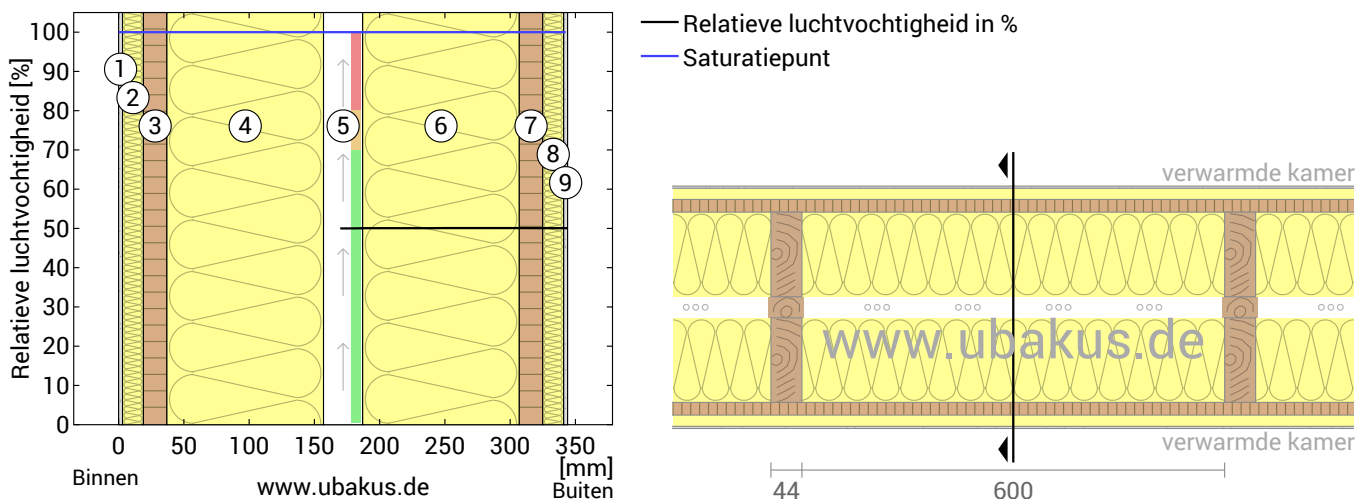 Relatieve luchtvochtigheid [%]
100
90
80
70
60
50
40
30
20
10
0
1
2
3
4
5
6
7
8
9
0 50 100 150 200 250 300 350
[mm]
Binnen
www.ubakus.de
Buiten
Relatieve luchtvochtigheid in %
Saturatiepunt
verwarmde kamer
www.ubakus.de
verwarmde kamer
44 600